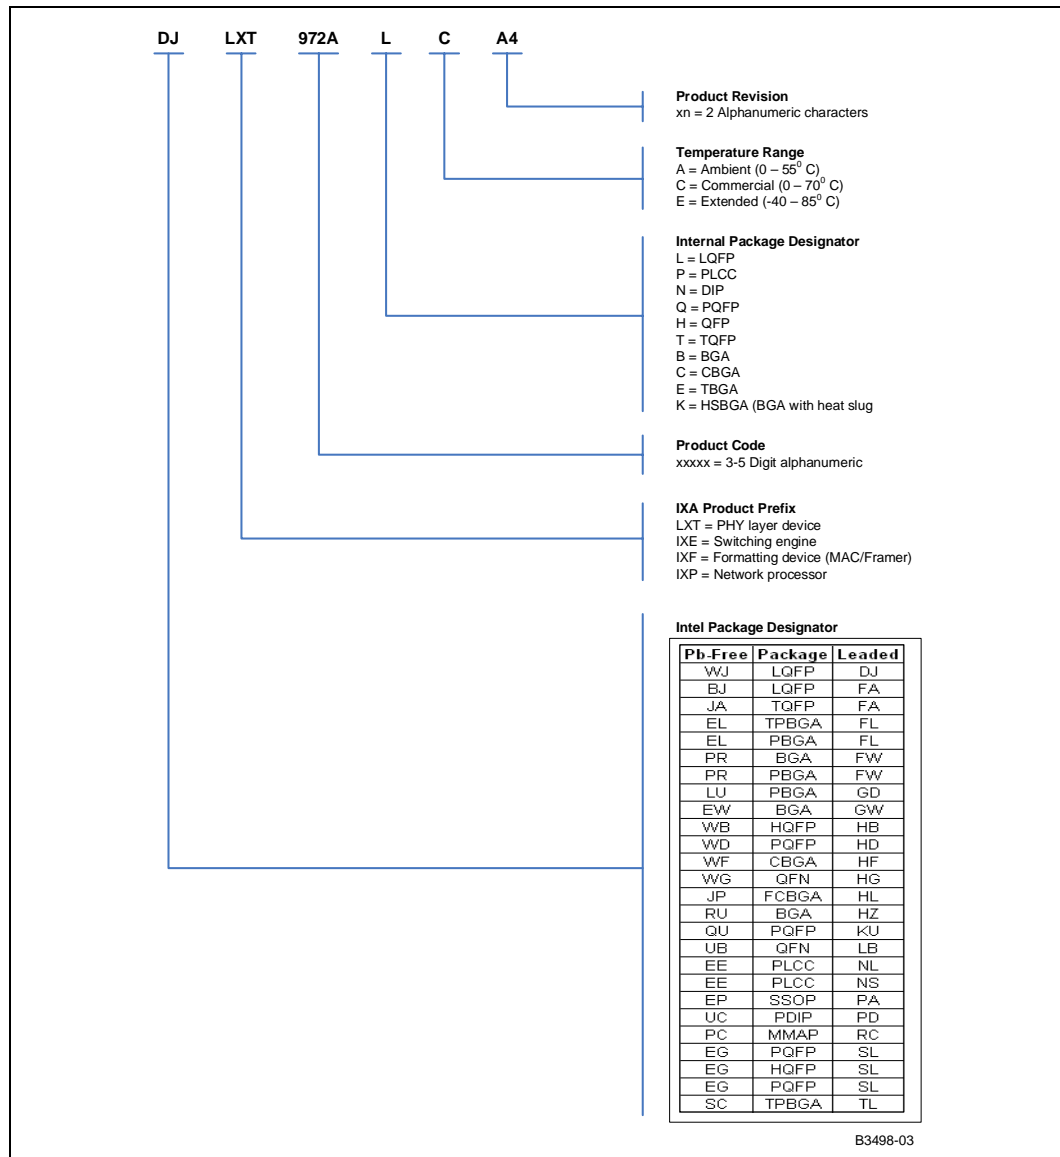 DJ LXT 972A L C A4
Product Revision
xn = 2 Alphanumeric characters
Temperature Range
A = Ambient (0 – 55⁰ C)
C = Commercial (0 – 70⁰ C)
E = Extended (-40 – 85⁰ C)
Internal Package Designator
L = LQFP
P = PLCC
N = DIP
Q = PQFP
H = QFP
T = TQFP
B = BGA
C = CBGA
E = TBGA
K = HSBGA (BGA with heat slug
Product Code
xxxxx = 3-5 Digit alphanumeric
IXA Product Prefix
LXT = PHY layer device
IXE = Switching engine
IXF = Formatting device (MAC/Framer)
IXP = Network processor
Intel Package Designator
Pb-Free Package Leaded
WJ LQFP DJ
BJ LQFP FA
JA TQFP FA
EL TPBGA FL
EL PBGA FL
PR BGA FW
PR PBGA FW
LU PBGA GD
EW BGA GW
WB HQFP HB
WD PQFP HD
WF CBGA HF
WG QFN HG
JP FCBGA HL
RU BGA HZ
QU PQFP KU
UB QFN LB
EE PLCC NL
EE PLCC NS
EP SSOP PA
UC PDIP PD
PC MMAP RC
EG PQFP SL
EG HQFP SL
EG PQFP SL
SC TPBGA TL
B3498-03